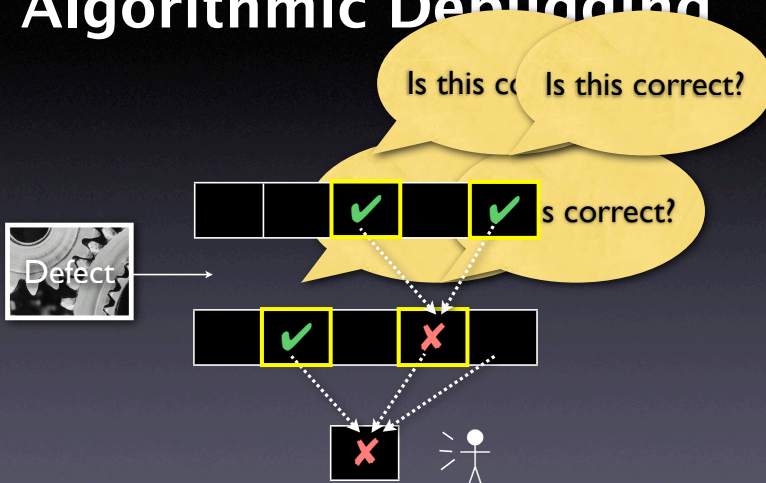 Algorithmic Debugging
Is this co
Is this correct?
s correct?
Defect